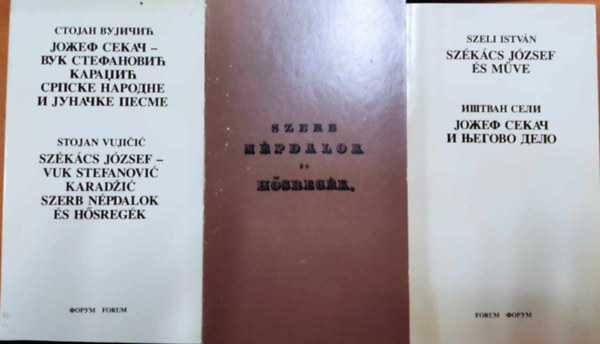 СТОЈАН ВУЈИЧИЋ
ЈОЖЕФ СЕКАЧ –
ВУК СТЕФАНОВИЋ
КАРАЏИЋ
СРПСКЕ НАРОДНЕ
И ЈУНАЧКЕ ПЕСМЕ
STOJAN VUJIČIĆ
SZÉKÁCS JÓZSEF –
VUK STEFANOVIĆ
KARADŽIĆ
SZERB NÉPDALOK
ÉS HŐSREGÉK
ФОРУМ FORUM
SZERB
NÉPDALOK
ÉS
HŐSREGÉK.
SZELI ISTVÁN
SZÉKÁCS JÓZSEF
ÉS MŰVE
ИШТВАН СЕЛИ
ЈОЖЕФ СЕКАЧ
И ЊЕГОВО ДЕЛО
FORUM ФОРУМ